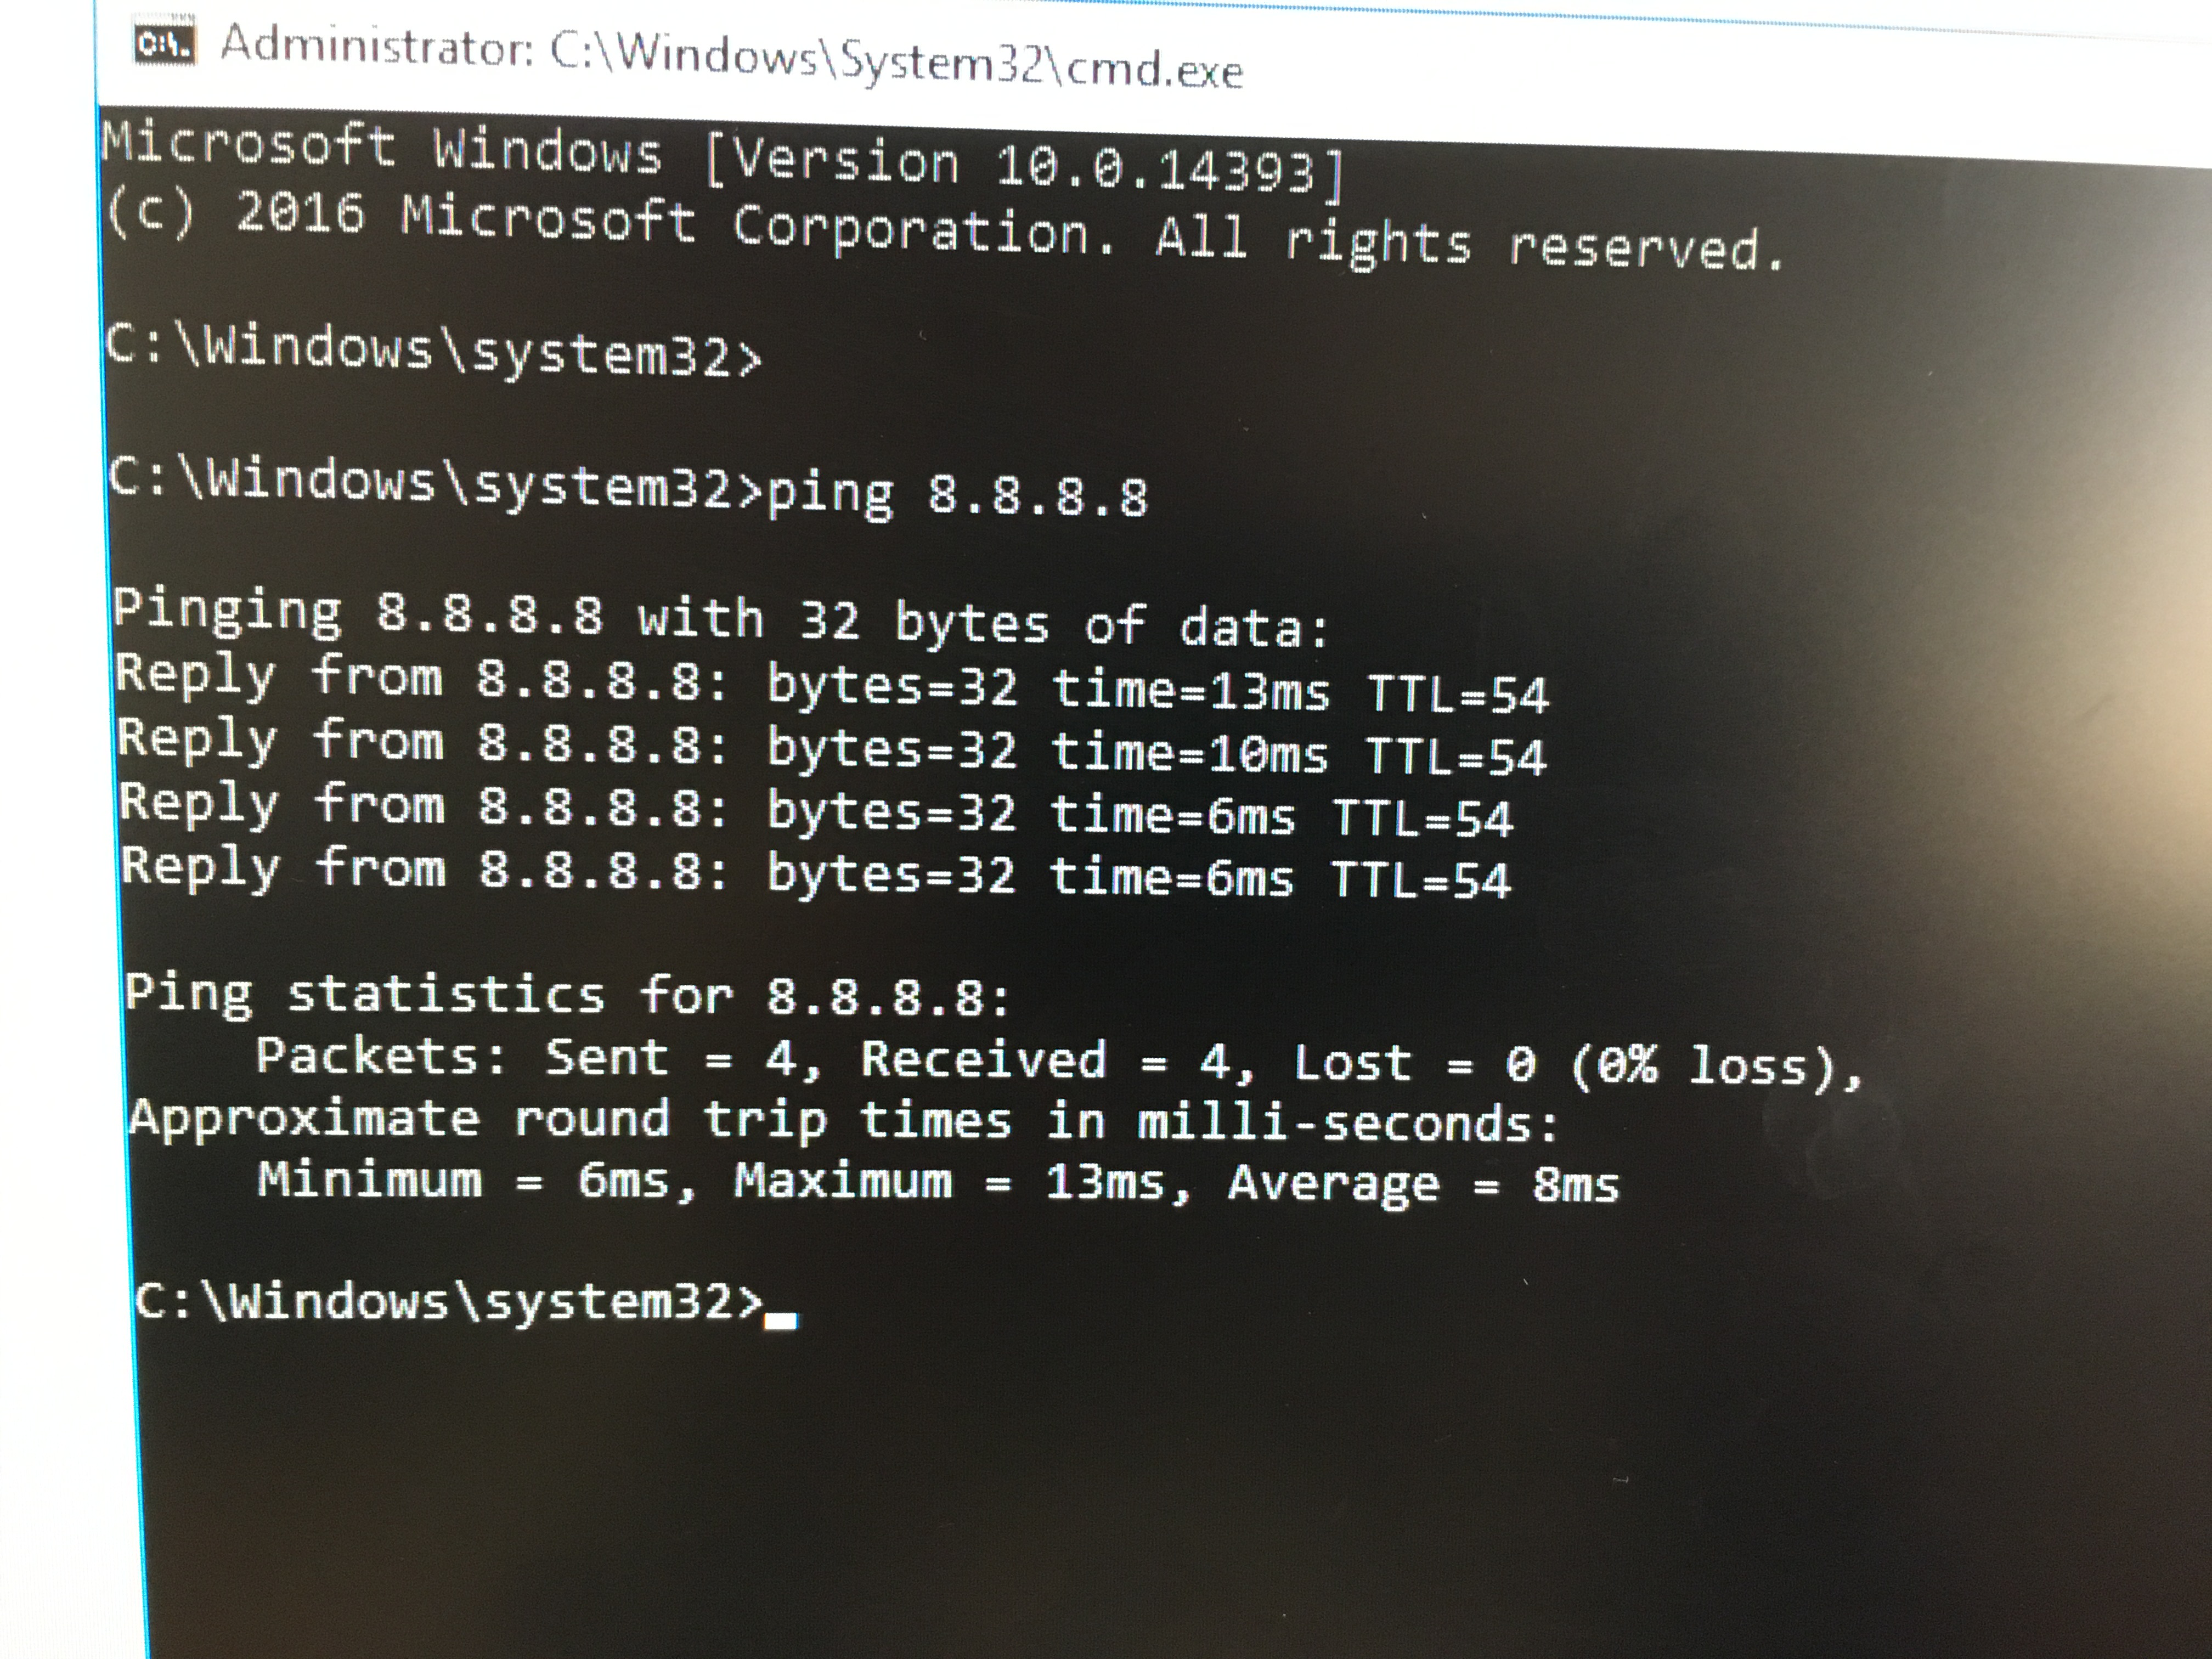 Administrator: C:\Windows\System32\cmd.exe
Microsoft Windows [Version 10.0.14393]
(c) 2016 Microsoft Corporation. All rights reserved.
C:\Windows\system32>
C:\Windows\system32>ping 8.8.8.8
Pinging 8.8.8.8 with 32 bytes of data:
Reply from 8.8.8.8: bytes=32 time=13ms TTL=54
Reply from 8.8.8.8: bytes=32 time=10ms TTL=54
Reply from 8.8.8.8: bytes=32 time=6ms TTL=54
Reply from 8.8.8.8: bytes=32 time=6ms TTL=54
Ping statistics for 8.8.8.8:
    Packets: Sent = 4, Received = 4, Lost = 0 (0% loss),
Approximate round trip times in milli-seconds:
    Minimum = 6ms, Maximum = 13ms, Average = 8ms
C:\Windows\system32>